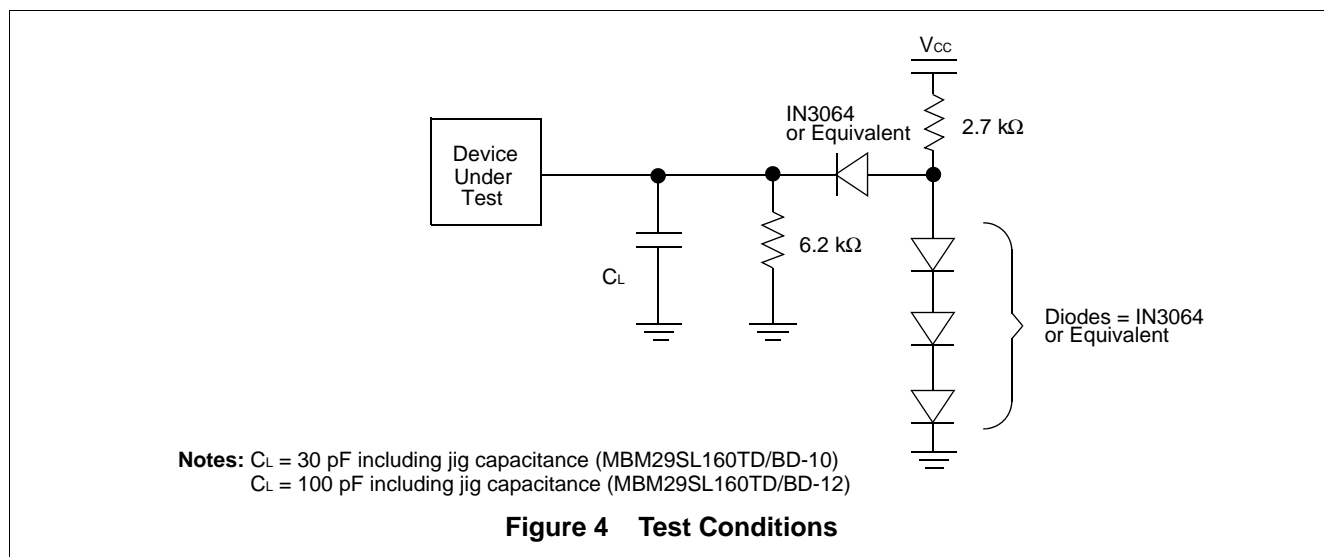 Vcc
IN3064
or Equivalent
2.7 kΩ
Device
Under
Test
6.2 kΩ
CL
Diodes = IN3064
or Equivalent
Notes: CL = 30 pF including jig capacitance (MBM29SL160TD/BD-10)
CL = 100 pF including jig capacitance (MBM29SL160TD/BD-12)
Figure 4 Test Conditions